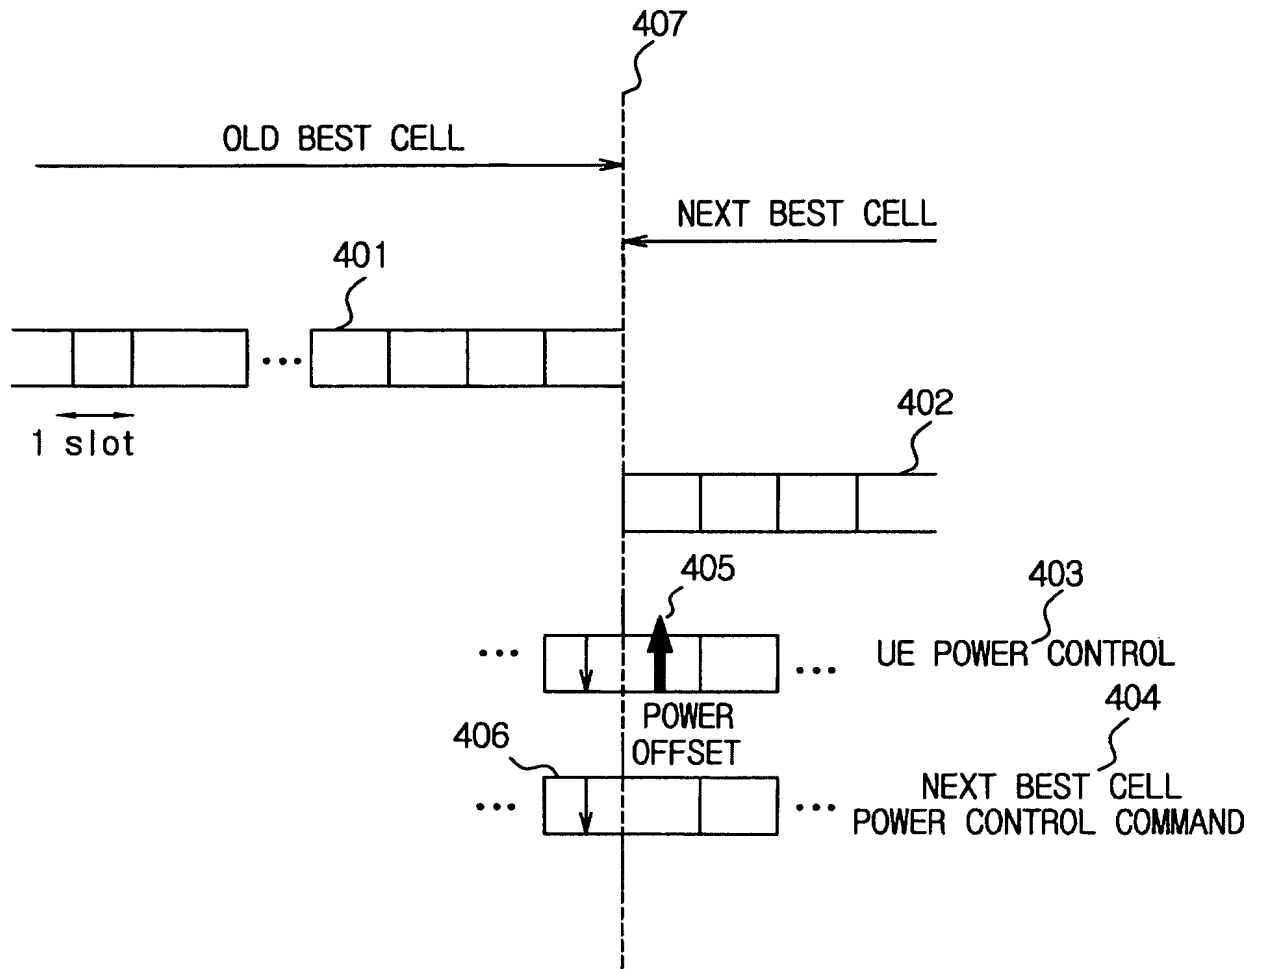 407
OLD BEST CELL
NEXT BEST CELL
401
1 slot
402
405
403
... UE POWER CONTROL
...
POWER
OFFSET
404
406
... NEXT BEST CELL
...
POWER CONTROL COMMAND